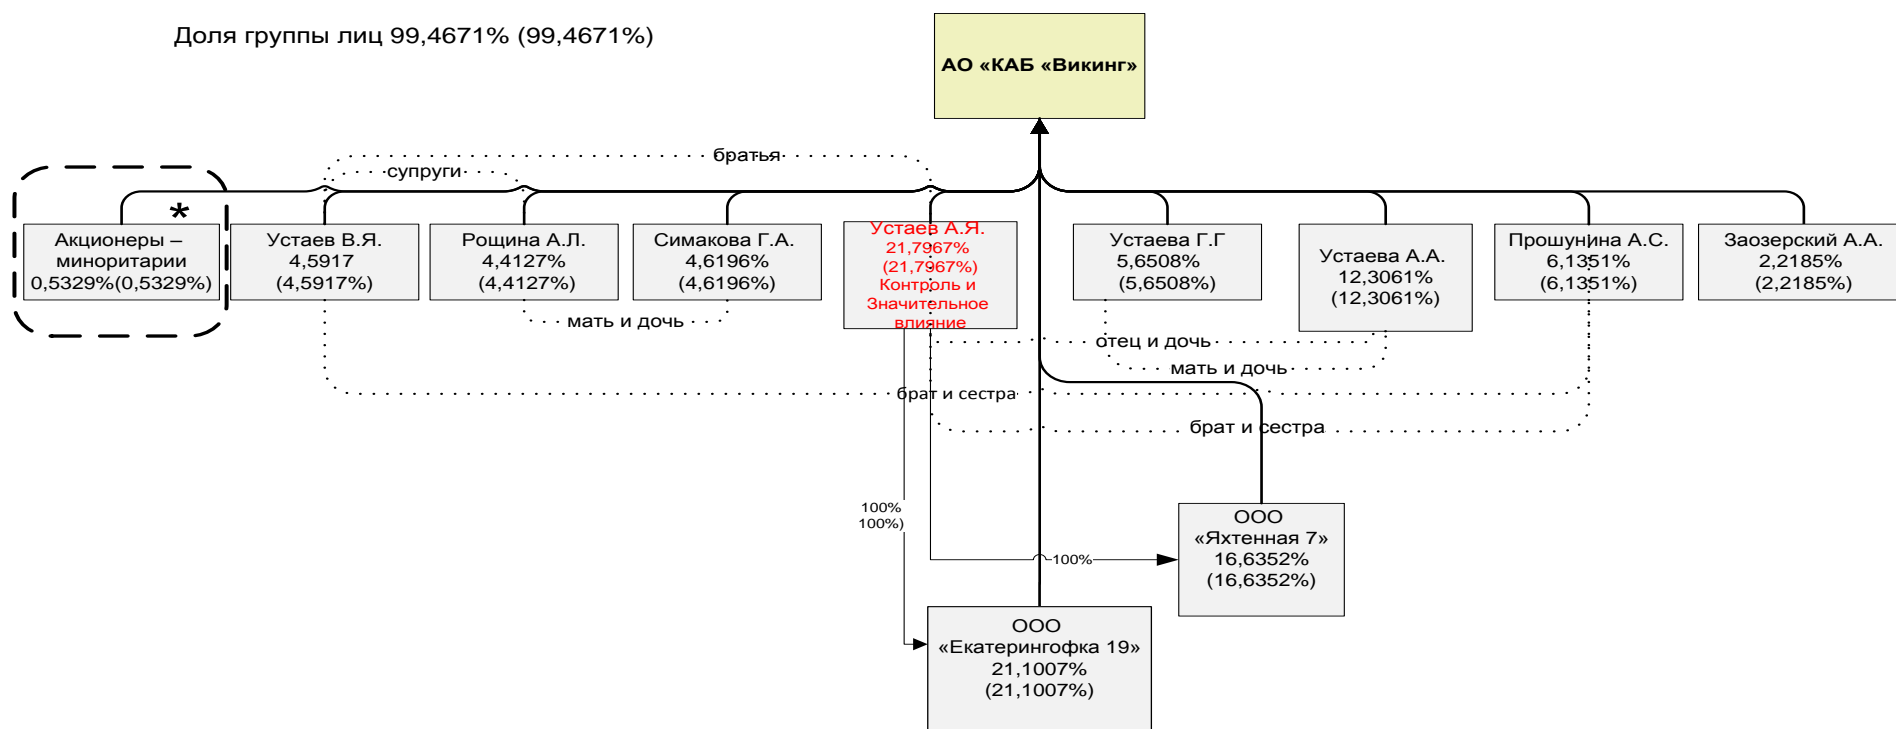 Доля группы лиц 99,4671% (99,4671%)
АО «КАБ «Викинг»
братья
супруги
*
Акционеры –
миноритарии
0,5329%(0,5329%)
Устаев В.Я.
4,5917
(4,5917%)
Рощина А.Л.
4,4127%
(4,4127%)
Симакова Г.А.
4,6196%
(4,6196%)
Устаев А.Я.
21,7967%
(21,7967%)
Контроль и
Значительное
влияние
Устаева Г.Г
5,6508%
(5,6508%)
Устаева А.А.
12,3061%
(12,3061%)
Прошунина А.С.
6,1351%
(6,1351%)
Заозерский А.А.
2,2185%
(2,2185%)
мать и дочь
отец и дочь
мать и дочь
брат и сестра
брат и сестра
100%
100%)
100%
ООО
«Яхтенная 7»
16,6352%
(16,6352%)
ООО
«Екатерингофка 19»
21,1007%
(21,1007%)